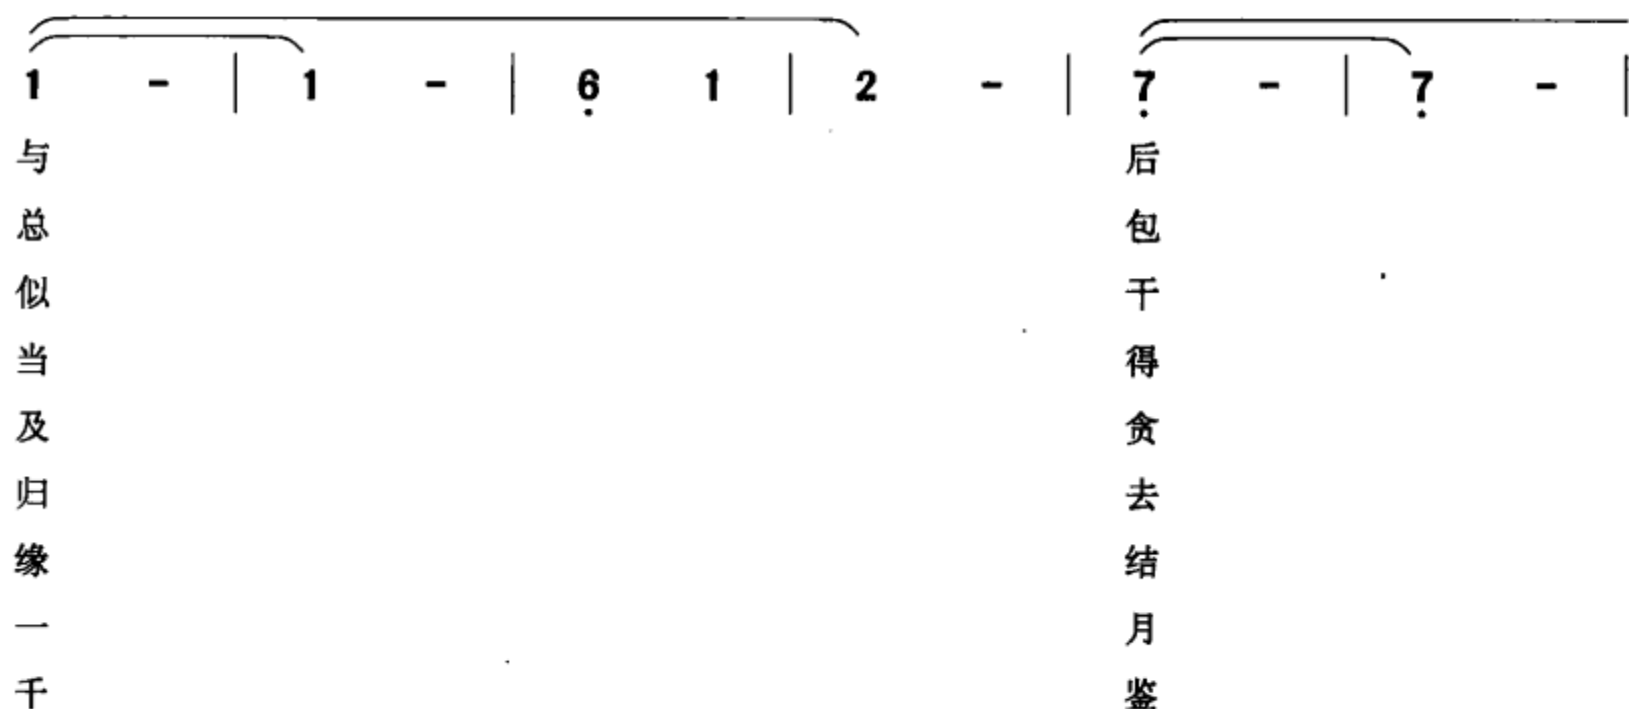 1 - | 1 - | 6̣ 1 | 2 - | 7̣ - | 7̣ - |
与 后
总 包
似 干
当 得
及 贪
归 去
缘 结
一 月
千 鉴